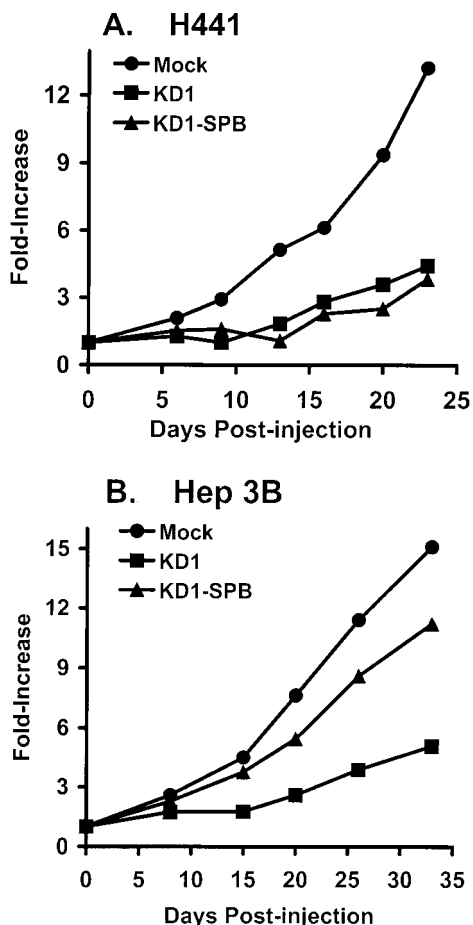 A. H441
Mock
KD1
KD1-SPB
12
9
6
3
0
Fold-Increase
0 5 10 15 20 25
Days Post-injection
B. Hep 3B
Mock
KD1
KD1-SPB
15
12
9
6
3
0
Fold-Increase
0 5 10 15 20 25 30 35
Days Post-injection